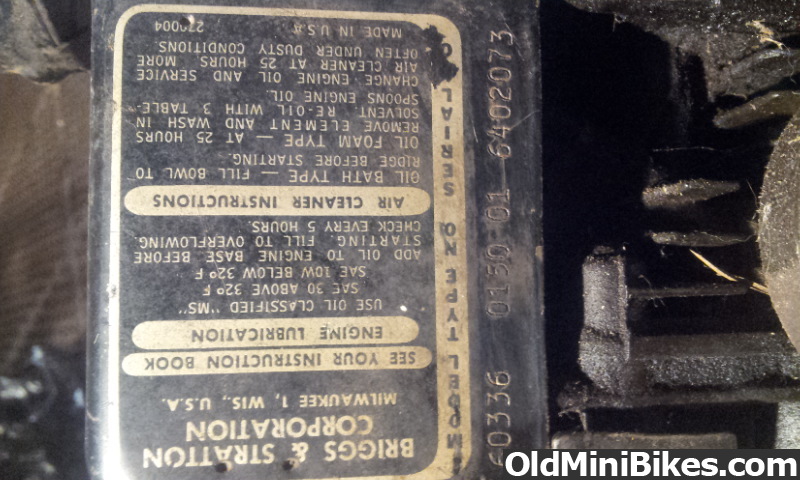 BRIGGS & STRATTON
CORPORATION
MILWAUKEE 1, WIS., U.S.A.
SEE YOUR INSTRUCTION BOOK
ENGINE LUBRICATION
USE OIL CLASSIFIED "MS"
SAE 30 ABOVE 32º F
SAE 10W BELOW 32º F
ADD OIL TO ENGINE BASE BEFORE
STARTING. FILL TO OVERFLOWING.
CHECK EVERY 5 HOURS.
AIR CLEANER INSTRUCTIONS
OIL BATH TYPE — FILL BOWL TO
RIDGE BEFORE STARTING.
OIL FOAM TYPE — AT 25 HOURS
REMOVE ELEMENT AND WASH IN
SOLVENT. RE-OIL WITH 3 TABLE-
SPOONS ENGINE OIL.
CHANGE ENGINE OIL AND SERVICE
AIR CLEANER AT 25 HOURS MORE
OFTEN UNDER DUSTY CONDITIONS.
MADE IN U.S.A.
MODEL TYPE NO. SERIAL
60336 0150-01 6402073
OldMiniBikes.com